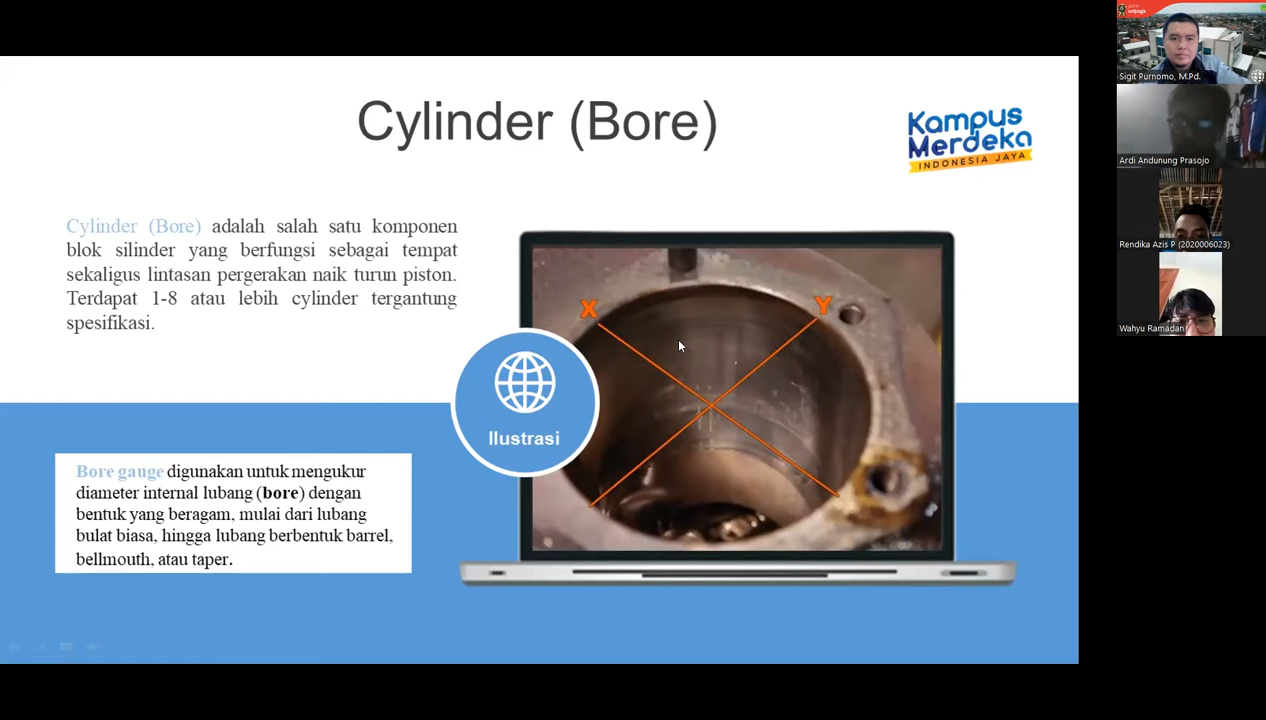 Cylinder (Bore)
Kampus
Merdeka
INDONESIA JAYA
Cylinder (Bore) adalah salah satu komponen
blok silinder yang berfungsi sebagai tempat
sekaligus lintasan pergerakan naik turun piston.
Terdapat 1-8 atau lebih cylinder tergantung
spesifikasi.
X
Y
Ilustrasi
Bore gauge digunakan untuk mengukur
diameter internal lubang (bore) dengan
bentuk yang beragam, mulai dari lubang
bulat biasa, hingga lubang berbentuk barrel,
bellmouth, atau taper.
Sigit Purnomo, M.Pd.
Ardi Andunung Prasojo
Rendika Azis P (2020006023)
Wahyu Ramadan